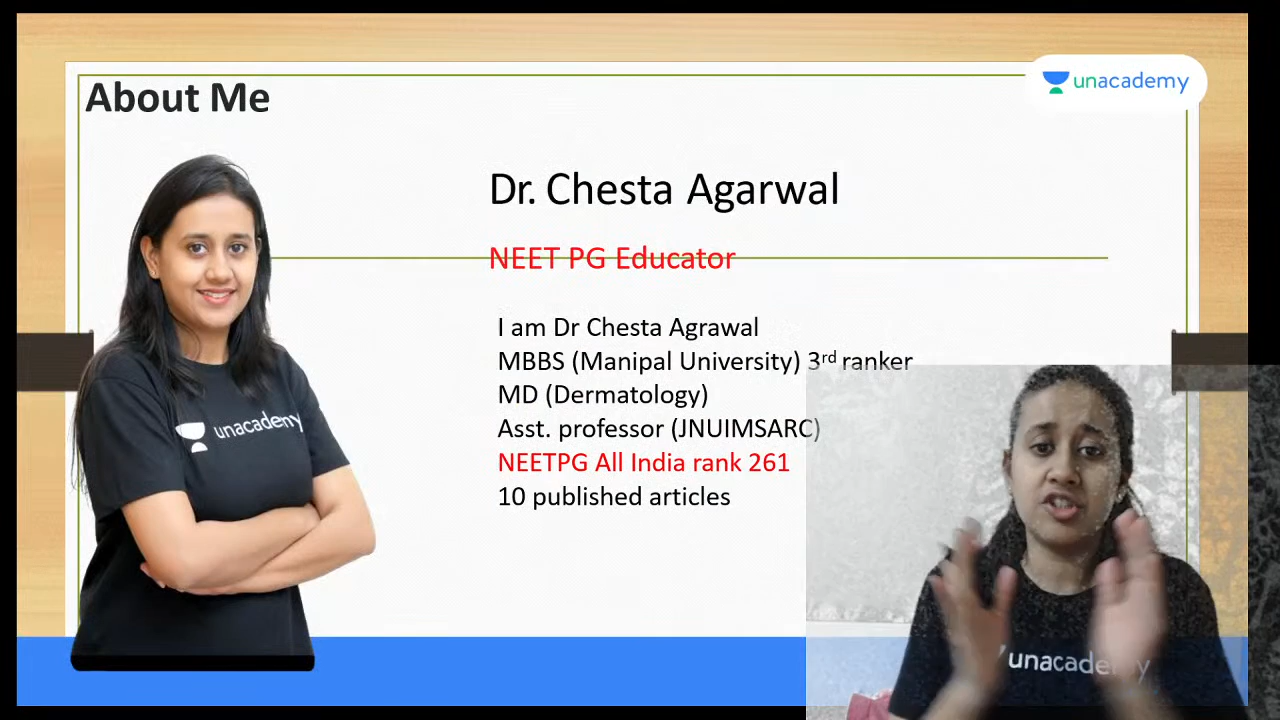 About Me
unacademy
Dr. Chesta Agarwal
NEET PG Educator
I am Dr Chesta Agrawal
MBBS (Manipal University) 3rd ranker
MD (Dermatology)
Asst. professor (JNUIMSARC)
NEETPG All India rank 261
10 published articles
unacademy
unacademy